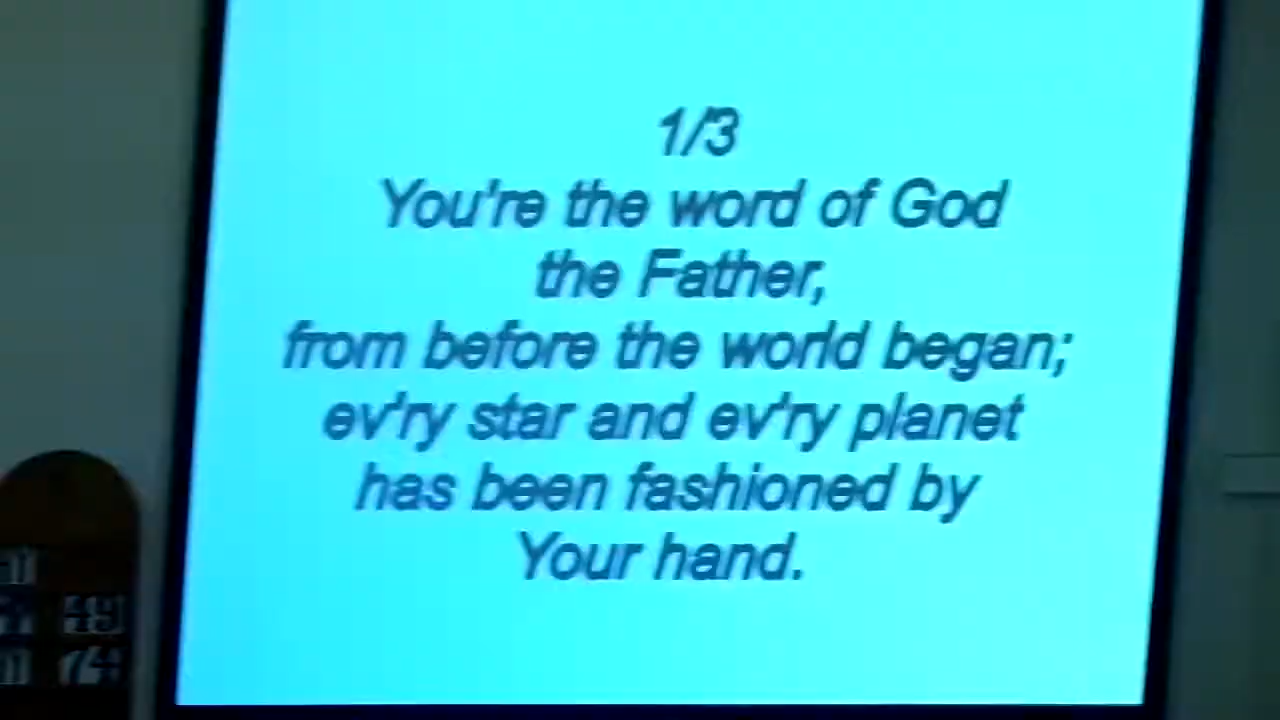 1/3
You're the word of God
the Father,
from before the world began;
ev'ry star and ev'ry planet
has been fashioned by
Your hand.